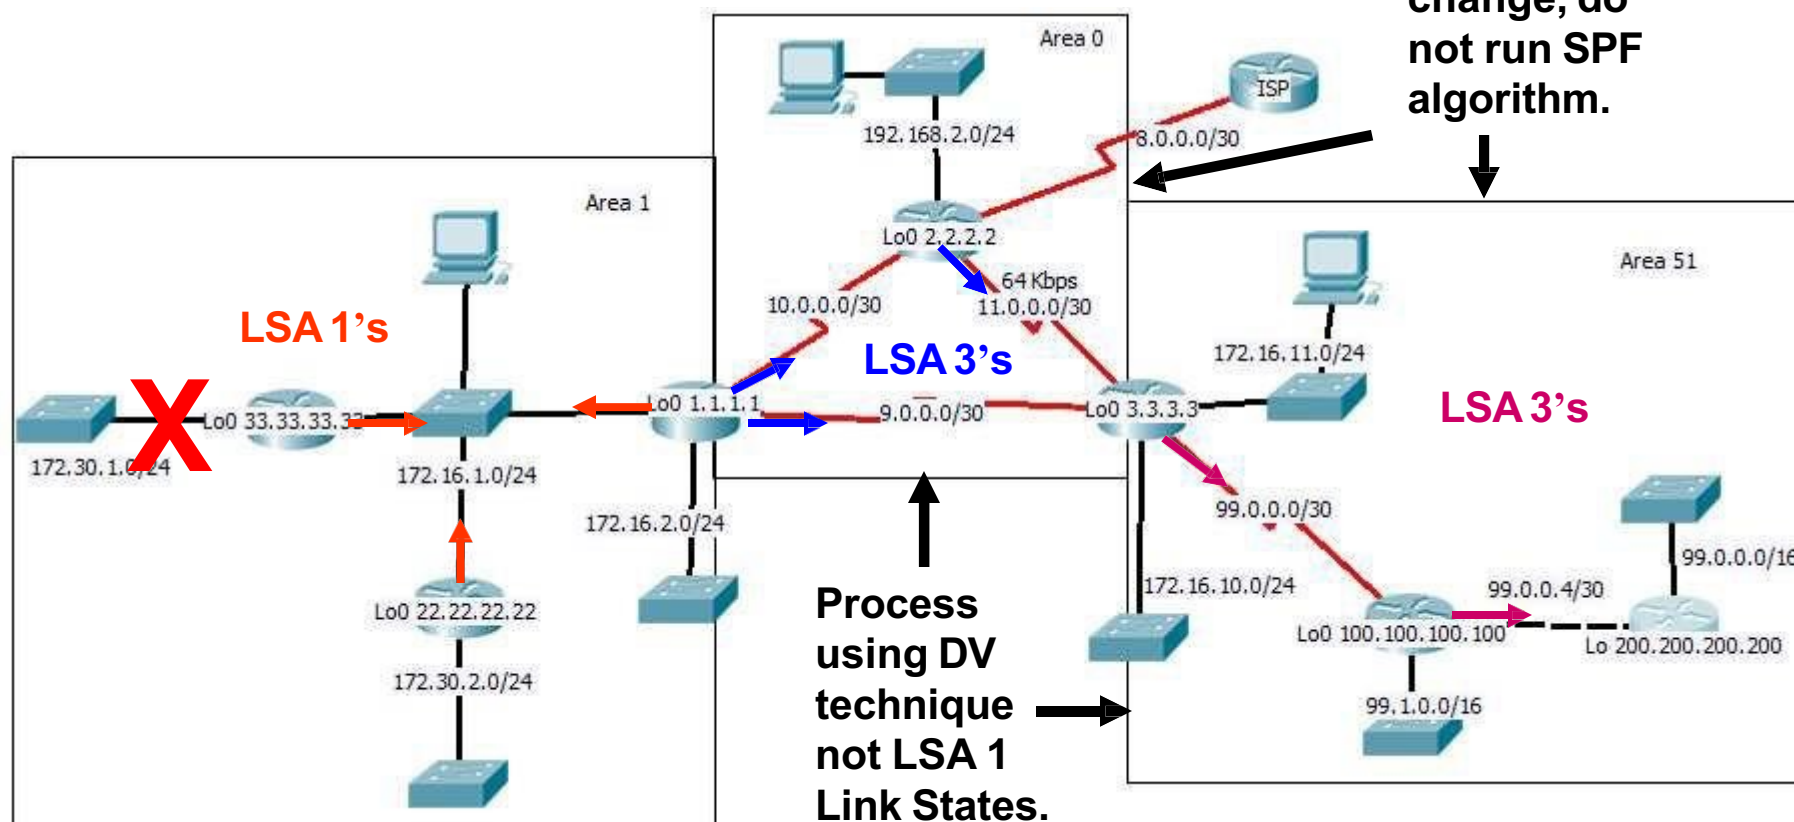 change, do
not run SPF
algorithm.
Area 0
ISP
192.168.2.0/24
8.0.0.0/30
Area 1
Lo0 2.2.2.2
Area 51
64 Kbps
10.0.0.0/30
11.0.0.0/30
LSA 1’s
LSA 3’s
172.16.11.0/24
X
Lo0 33.33.33.33
Lo0 1.1.1.1
9.0.0.0/30
Lo0 3.3.3.3
LSA 3’s
172.30.1.0/24
172.16.1.0/24
172.16.2.0/24
99.0.0.0/30
99.0.0.0/16
172.16.10.0/24
99.0.0.4/30
Lo0 22.22.22.22
Lo0 100.100.100.100
Lo 200.200.200.200
172.30.2.0/24
99.1.0.0/16
Process
using DV
technique
not LSA 1
Link States.